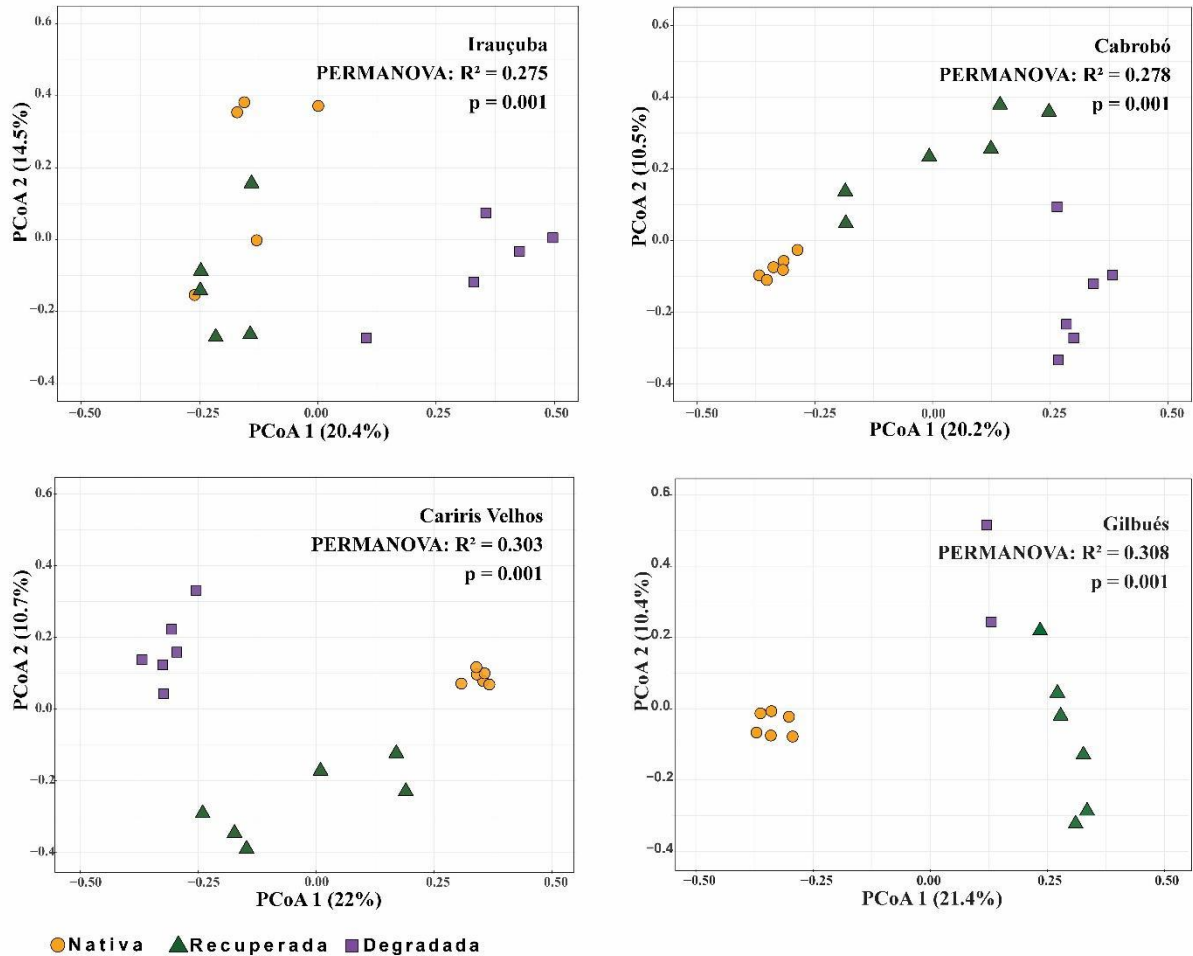 Irauçuba
PERMANOVA: R² = 0.275
p = 0.001
0.6
0.4
0.2
0.0
−0.2
−0.4
PCoA 2 (14.5%)
−0.50
−0.25
0.00
0.25
0.50
PCoA 1 (20.4%)
Cabrobó
PERMANOVA: R² = 0.278
p = 0.001
0.6
0.4
0.2
0.0
−0.2
−0.4
PCoA 2 (10.5%)
−0.50
−0.25
0.00
0.25
0.50
PCoA 1 (20.2%)
Cariris Velhos
PERMANOVA: R² = 0.303
p = 0.001
0.6
0.4
0.2
0.0
−0.2
−0.4
PCoA 2 (10.7%)
−0.50
−0.25
0.00
0.25
0.50
PCoA 1 (22%)
Gilbués
PERMANOVA: R² = 0.308
p = 0.001
0.6
0.4
0.2
0.0
−0.2
−0.4
PCoA 2 (10.4%)
−0.50
−0.25
0.00
0.25
0.50
PCoA 1 (21.4%)
Nativa Recuperada Degradada